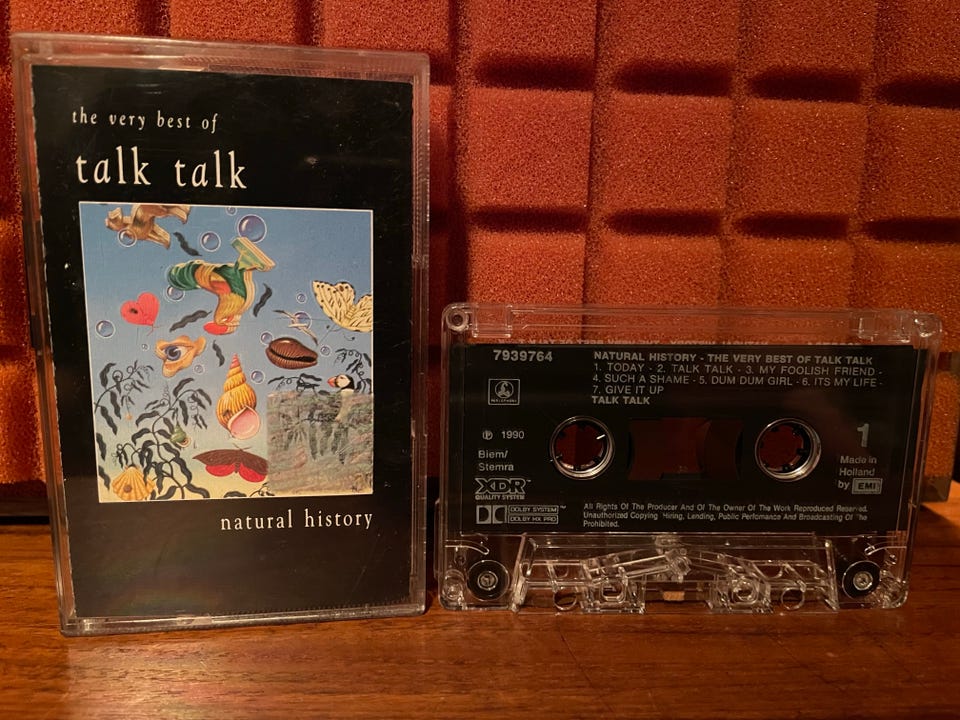 the very best of
talk talk
natural history
7939764
NATURAL HISTORY - THE VERY BEST OF TALK TALK
1. TODAY - 2. TALK TALK - 3. MY FOOLISH FRIEND -
4. SUCH A SHAME - 5. DUM DUM GIRL - 6. ITS MY LIFE -
7. GIVE IT UP
TALK TALK
PARLOPHONE
℗ 1990
1
Biem/
Stemra
Made in
Holland
by EMI
XDR™
QUALITY SYSTEM
DOLBY SYSTEM™
DOLBY HX PRO
All Rights Of The Producer And Of The Owner Of The Work Reproduced Reserved.
Unauthorized Copying Hiring, Lending, Public Perfomance And Broadcasting Of The
Prohibited.